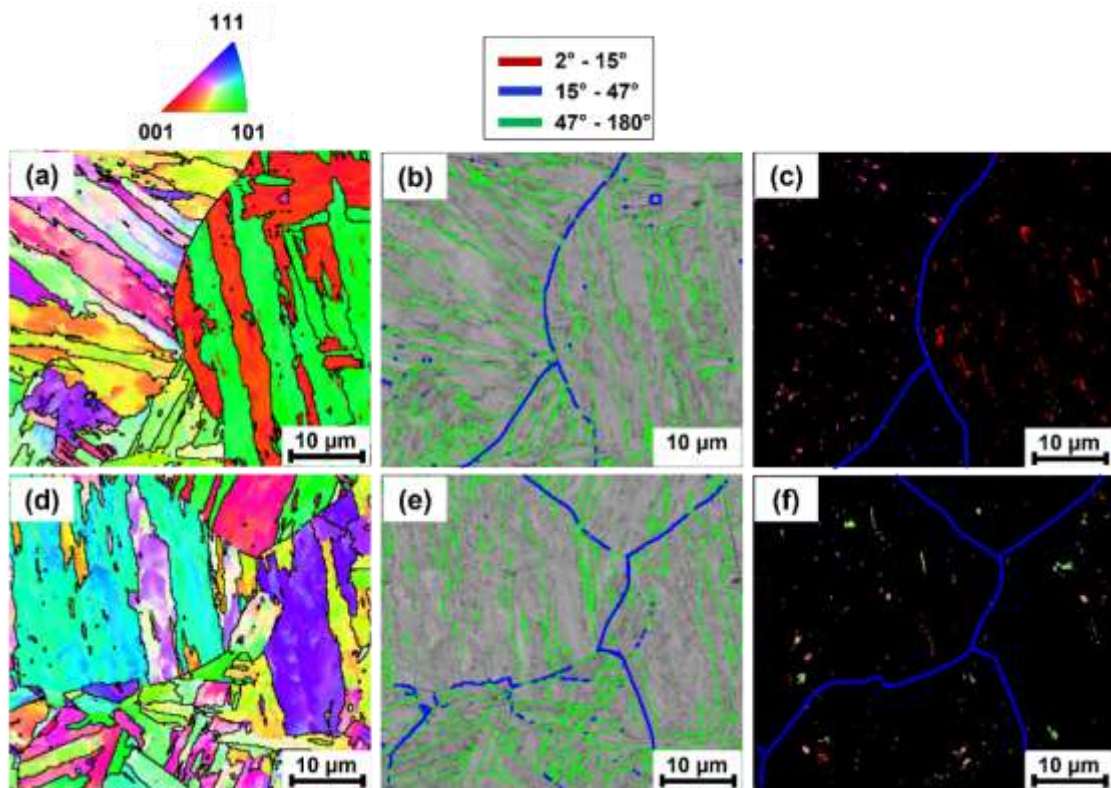 111
001 101
2° - 15°
15° - 47°
47° - 180°
(a) (b) (c)
10 µm 10 µm 10 µm
(d) (e) (f)
10 µm 10 µm 10 µm